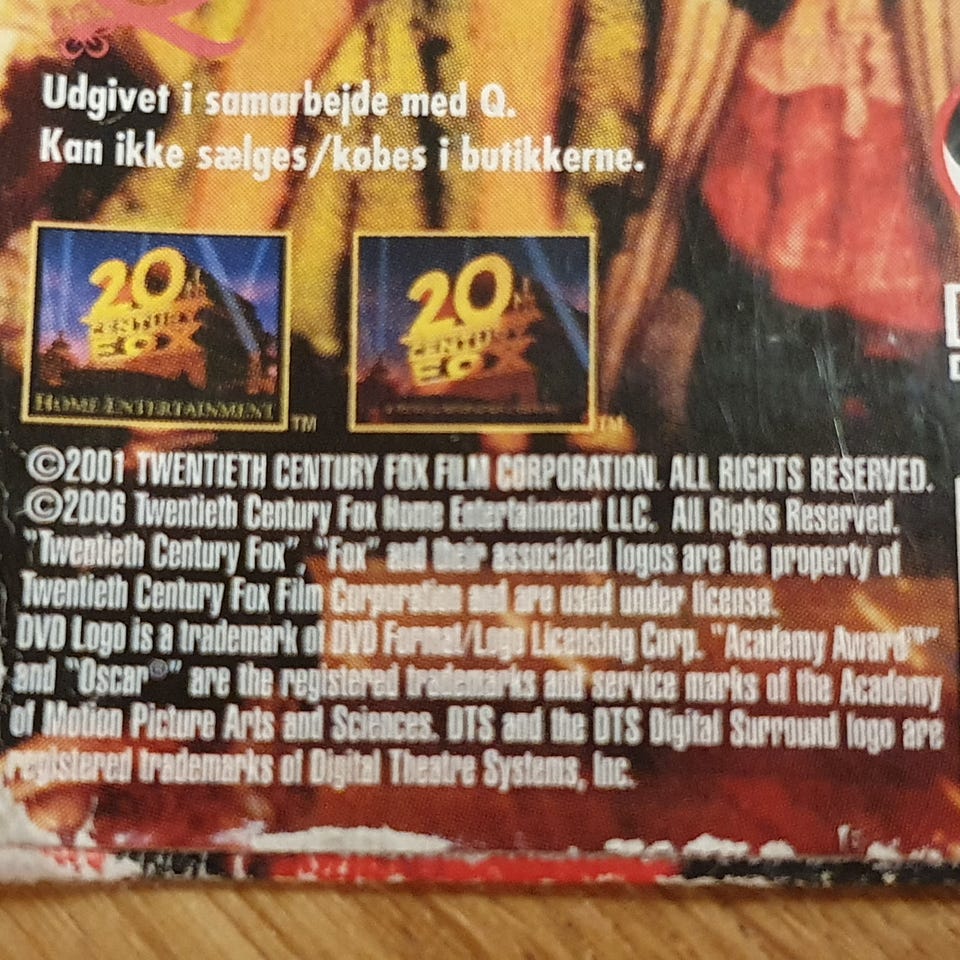 Udgivet i samarbejde med Q.
Kan ikke sælges/købes i butikkerne.
20TH CENTURY FOX HOME ENTERTAINMENT ™
20TH CENTURY FOX ™
©2001 TWENTIETH CENTURY FOX FILM CORPORATION. ALL RIGHTS RESERVED.
©2006 Twentieth Century Fox Home Entertainment LLC. All Rights Reserved.
"Twentieth Century Fox", "Fox" and their associated logos are the property of
Twentieth Century Fox Film Corporation and are used under license.
DVD Logo is a trademark of DVD Format/Logo Licensing Corp. "Academy Award®"
and "Oscar®" are the registered trademarks and service marks of the Academy
of Motion Picture Arts and Sciences. DTS and the DTS Digital Surround logo are
registered trademarks of Digital Theatre Systems, Inc.